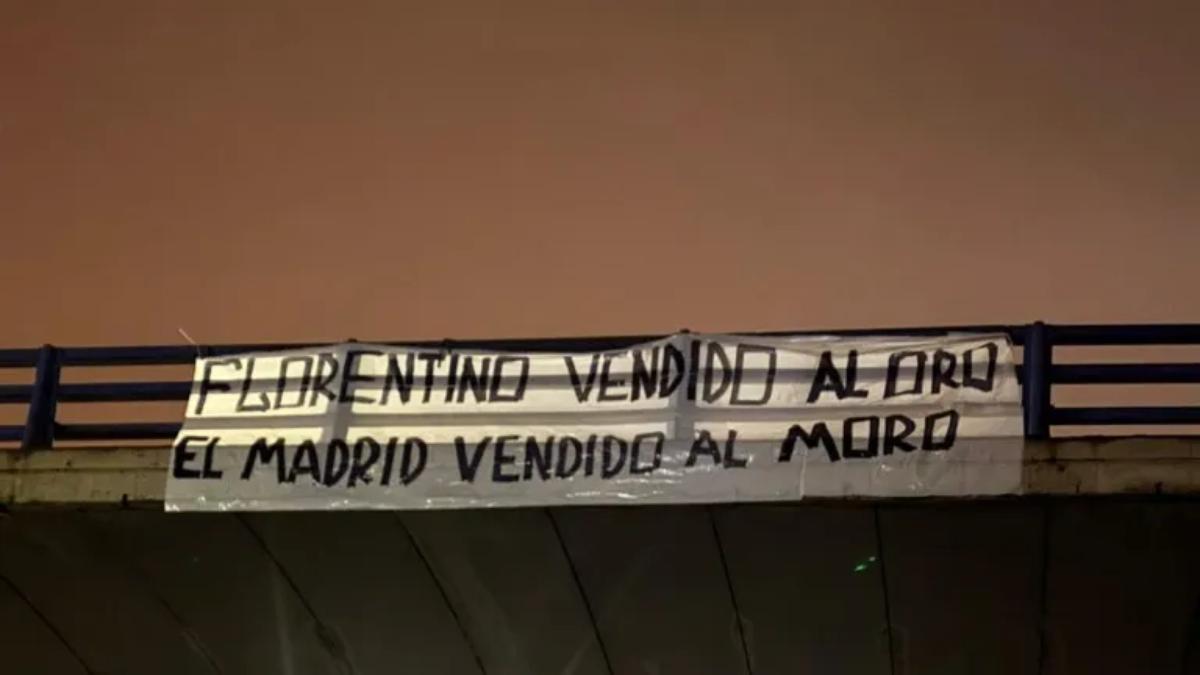 FLORENTINO VENDIDO AL ORO
EL MADRID VENDIDO AL MORO